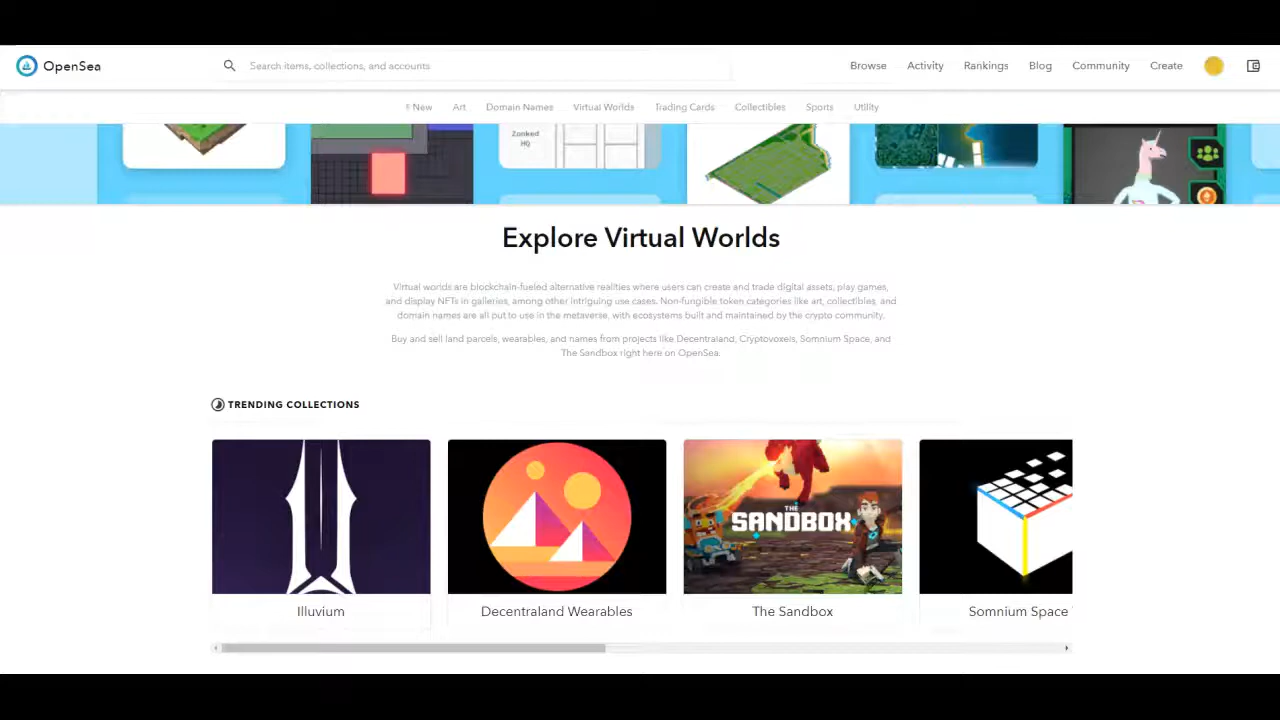 OpenSea
Search items, collections, and accounts
Browse
Activity
Rankings
Blog
Community
Create
New
Art
Domain Names
Virtual Worlds
Trading Cards
Collectibles
Sports
Utility
Zonked
HQ
Explore Virtual Worlds
Virtual worlds are blockchain-fueled alternative realities where users can create and trade digital assets, play games,
and display NFTs in galleries, among other intriguing use cases. Non-fungible token categories like art, collectibles, and
domain names are all put to use in the metaverse, with ecosystems built and maintained by the crypto community.
Buy and sell land parcels, wearables, and names from projects like Decentraland, Cryptovoxels, Somnium Space, and
The Sandbox right here on OpenSea.
TRENDING COLLECTIONS
THE
SANDBOX
Illuvium
Decentraland Wearables
The Sandbox
Somnium Space